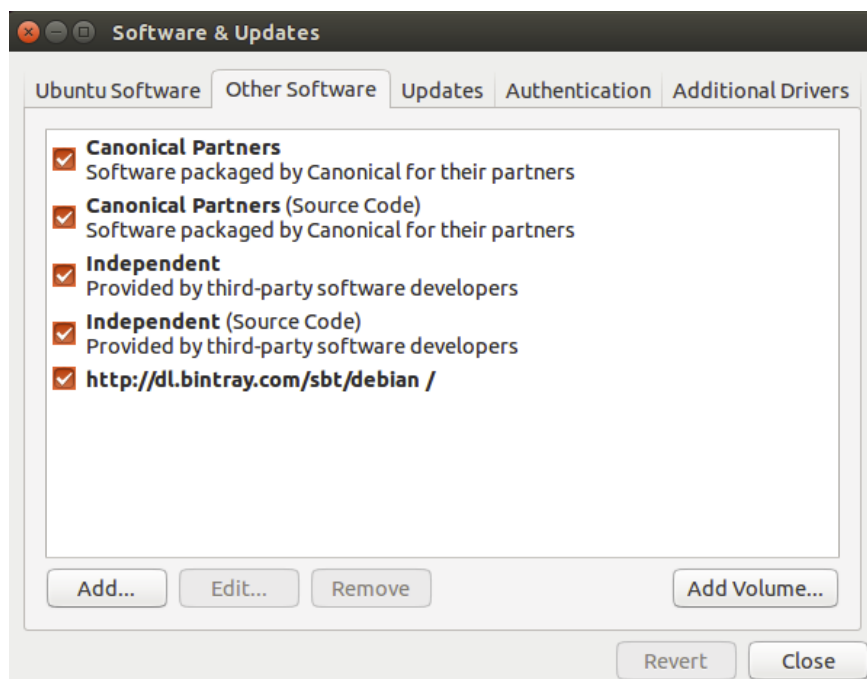 Software & Updates
Ubuntu Software Other Software Updates Authentication Additional Drivers
Canonical Partners
Software packaged by Canonical for their partners
Canonical Partners (Source Code)
Software packaged by Canonical for their partners
Independent
Provided by third-party software developers
Independent (Source Code)
Provided by third-party software developers
http://dl.bintray.com/sbt/debian /
Add... Edit... Remove Add Volume...
Revert Close